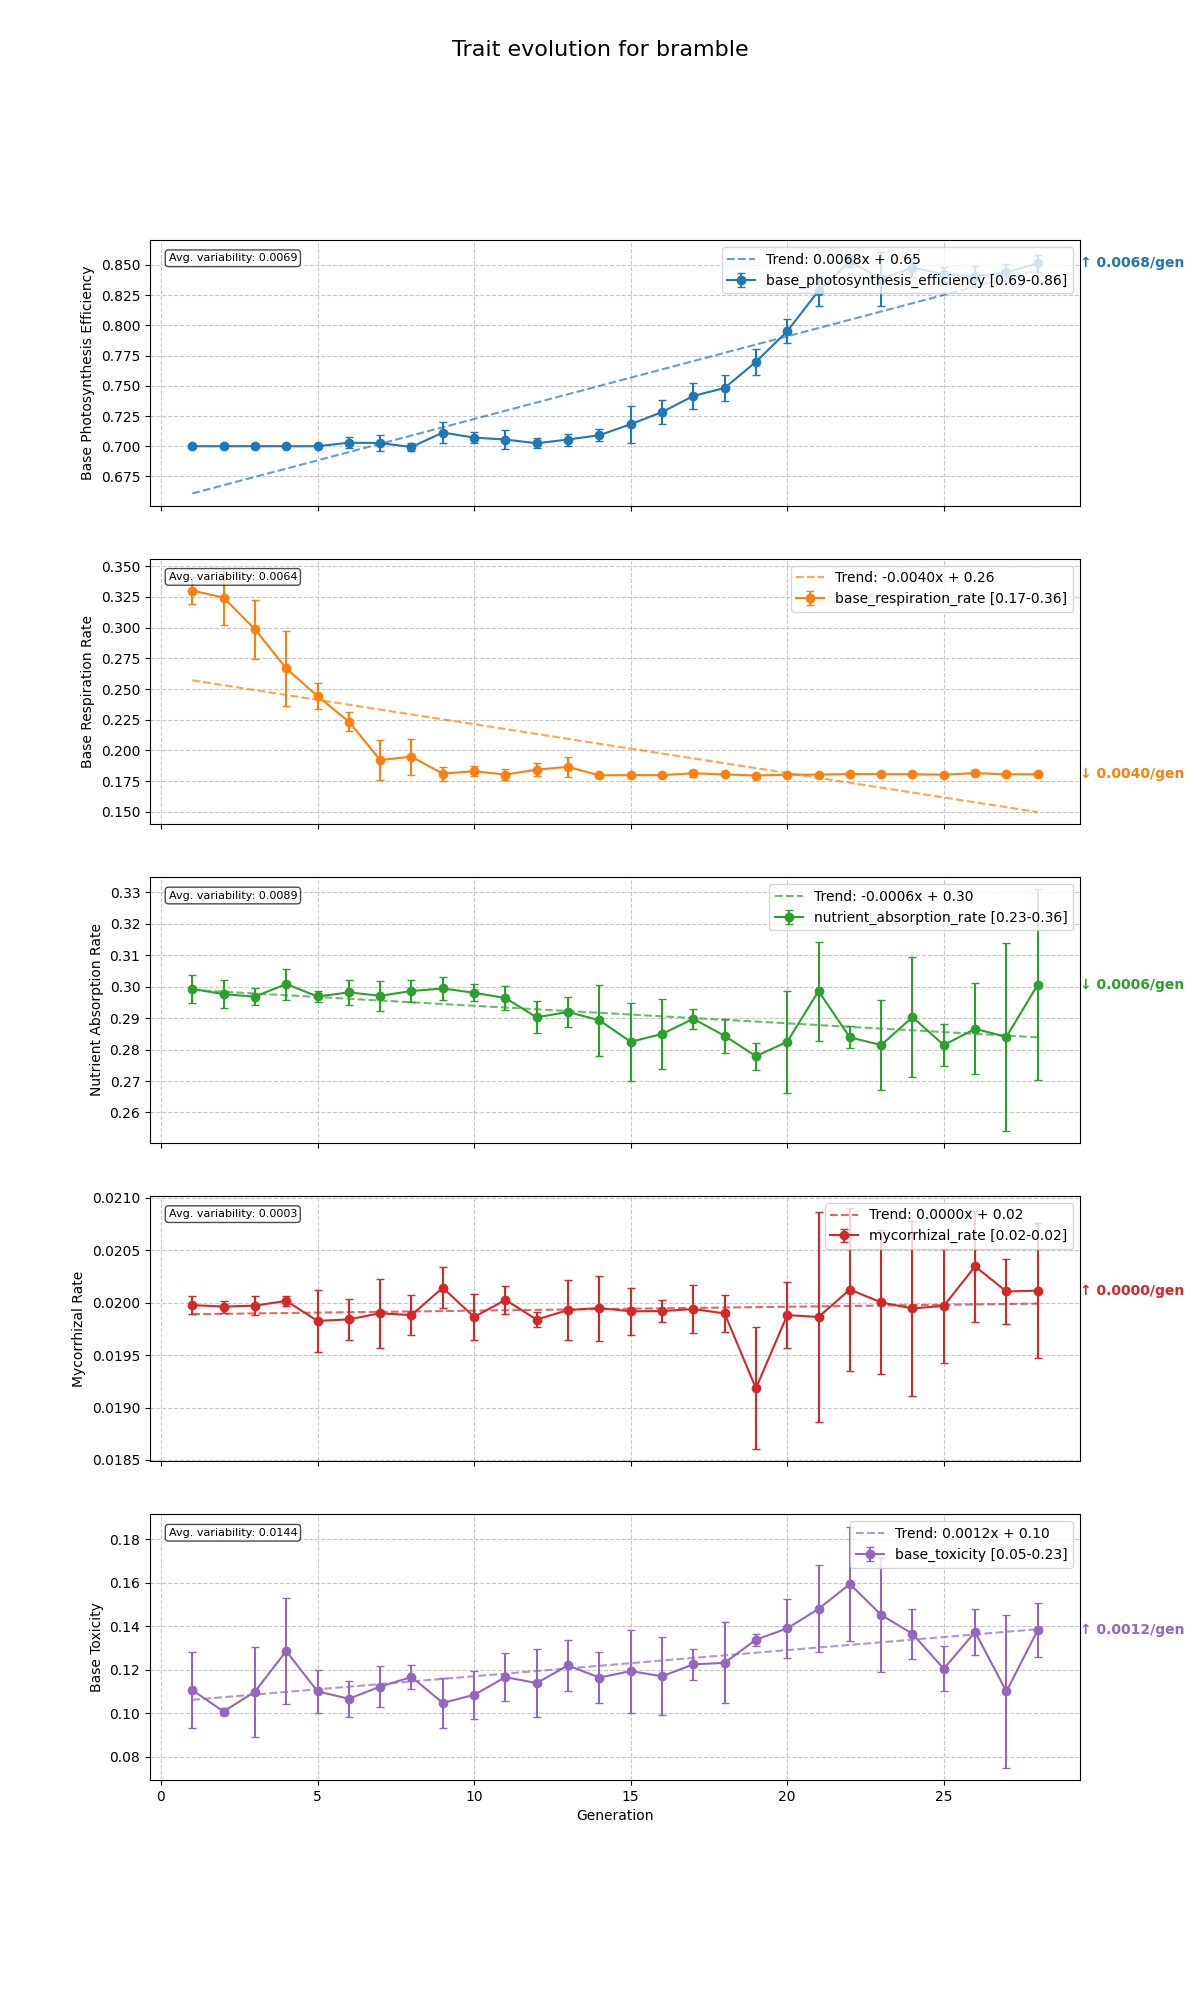 Trait evolution for bramble
Avg. variability: 0.0069
Trend: 0.0068x + 0.65
base_photosynthesis_efficiency [0.69-0.86]
↑ 0.0068/gen
Base Photosynthesis Efficiency
0.850
0.825
0.800
0.775
0.750
0.725
0.700
0.675
Avg. variability: 0.0064
Trend: -0.0040x + 0.26
base_respiration_rate [0.17-0.36]
↓ 0.0040/gen
Base Respiration Rate
0.350
0.325
0.300
0.275
0.250
0.225
0.200
0.175
0.150
Avg. variability: 0.0089
Trend: -0.0006x + 0.30
nutrient_absorption_rate [0.23-0.36]
↓ 0.0006/gen
Nutrient Absorption Rate
0.33
0.32
0.31
0.30
0.29
0.28
0.27
0.26
Avg. variability: 0.0003
Trend: 0.0000x + 0.02
mycorrhizal_rate [0.02-0.02]
↑ 0.0000/gen
Mycorrhizal Rate
0.0210
0.0205
0.0200
0.0195
0.0190
0.0185
Avg. variability: 0.0144
Trend: 0.0012x + 0.10
base_toxicity [0.05-0.23]
↑ 0.0012/gen
Base Toxicity
0.18
0.16
0.14
0.12
0.10
0.08
0 5 10 15 20 25
Generation